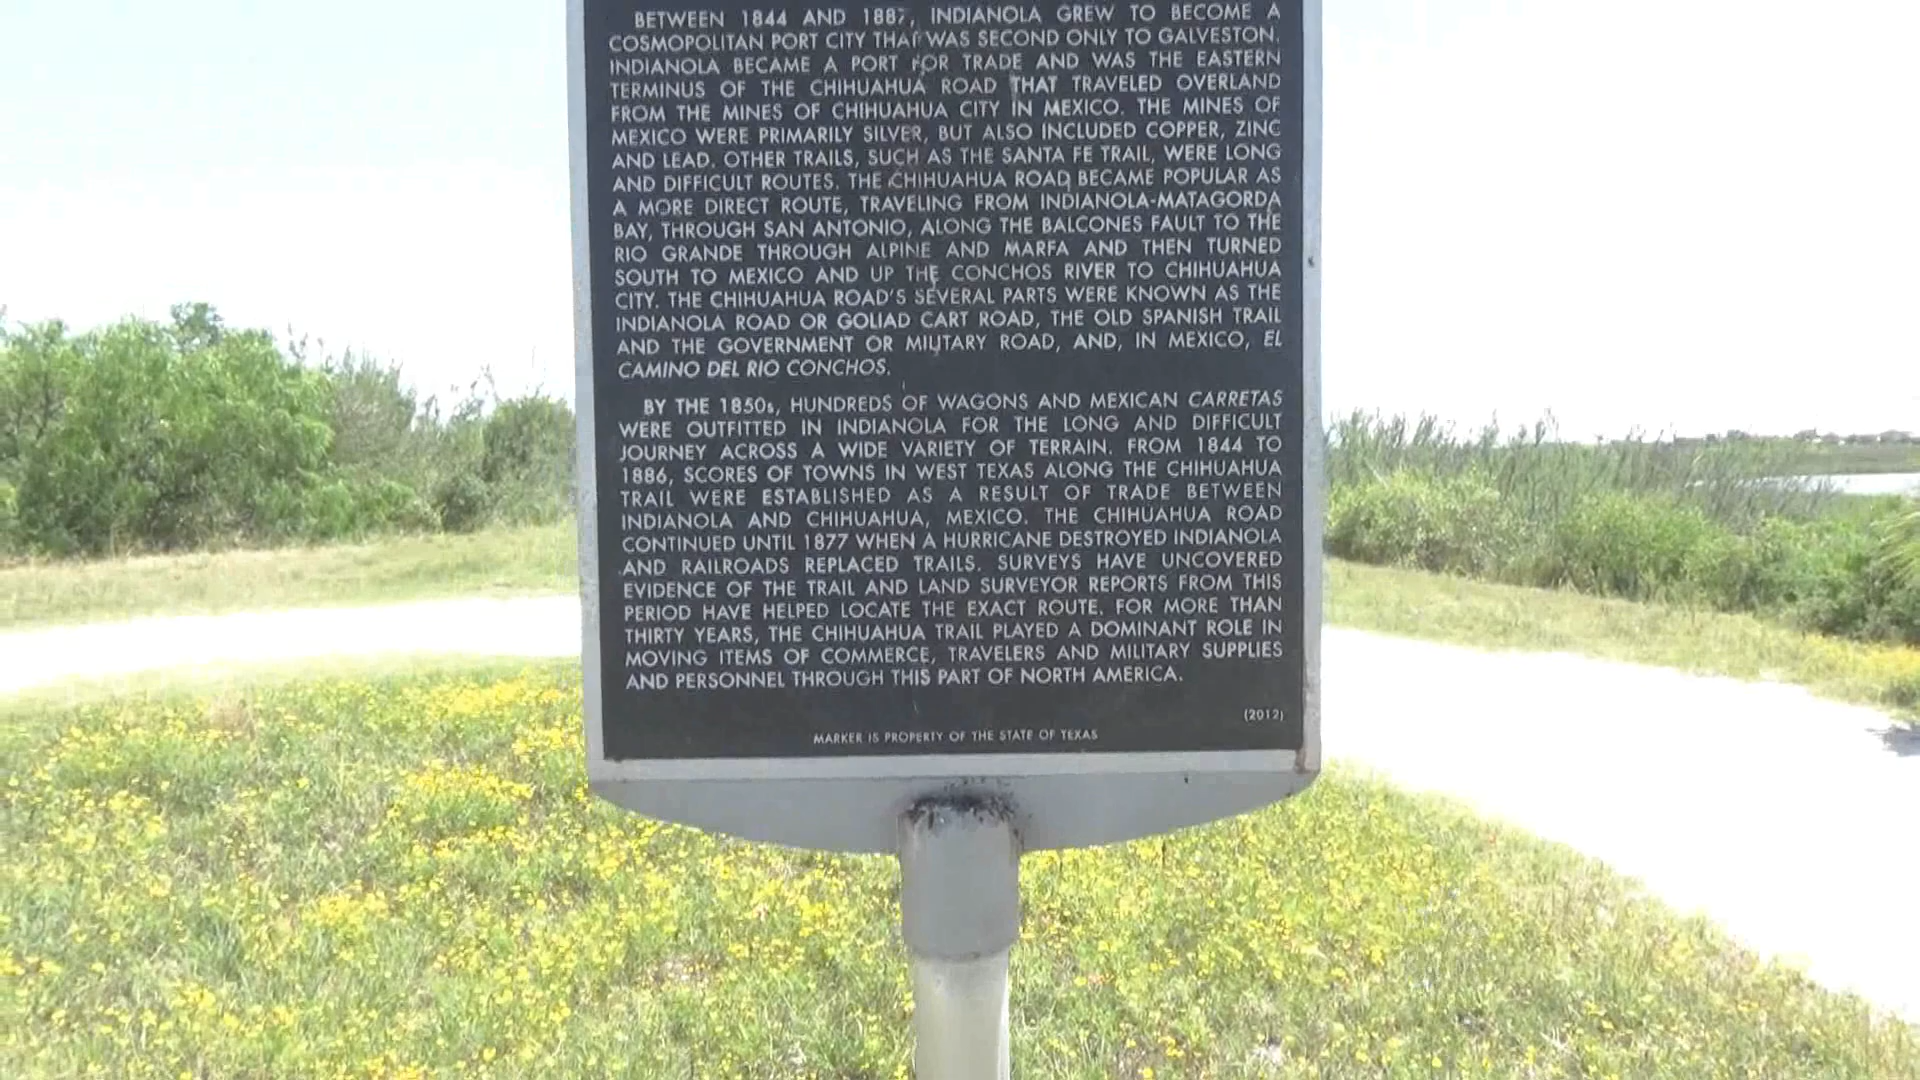 BETWEEN 1844 AND 1887, INDIANOLA GREW TO BECOME A
COSMOPOLITAN PORT CITY THAT WAS SECOND ONLY TO GALVESTON.
INDIANOLA BECAME A PORT FOR TRADE AND WAS THE EASTERN
TERMINUS OF THE CHIHUAHUA ROAD THAT TRAVELED OVERLAND
FROM THE MINES OF CHIHUAHUA CITY IN MEXICO. THE MINES OF
MEXICO WERE PRIMARILY SILVER, BUT ALSO INCLUDED COPPER, ZINC
AND LEAD. OTHER TRAILS, SUCH AS THE SANTA FE TRAIL, WERE LONG
AND DIFFICULT ROUTES. THE CHIHUAHUA ROAD BECAME POPULAR AS
A MORE DIRECT ROUTE, TRAVELING FROM INDIANOLA-MATAGORDA
BAY, THROUGH SAN ANTONIO, ALONG THE BALCONES FAULT TO THE
RIO GRANDE THROUGH ALPINE AND MARFA AND THEN TURNED
SOUTH TO MEXICO AND UP THE CONCHOS RIVER TO CHIHUAHUA
CITY. THE CHIHUAHUA ROAD'S SEVERAL PARTS WERE KNOWN AS THE
INDIANOLA ROAD OR GOLIAD CART ROAD, THE OLD SPANISH TRAIL
AND THE GOVERNMENT OR MILITARY ROAD, AND, IN MEXICO, EL
CAMINO DEL RIO CONCHOS.
BY THE 1850s, HUNDREDS OF WAGONS AND MEXICAN CARRETAS
WERE OUTFITTED IN INDIANOLA FOR THE LONG AND DIFFICULT
JOURNEY ACROSS A WIDE VARIETY OF TERRAIN. FROM 1844 TO
1886, SCORES OF TOWNS IN WEST TEXAS ALONG THE CHIHUAHUA
TRAIL WERE ESTABLISHED AS A RESULT OF TRADE BETWEEN
INDIANOLA AND CHIHUAHUA, MEXICO. THE CHIHUAHUA ROAD
CONTINUED UNTIL 1877 WHEN A HURRICANE DESTROYED INDIANOLA
AND RAILROADS REPLACED TRAILS. SURVEYS HAVE UNCOVERED
EVIDENCE OF THE TRAIL AND LAND SURVEYOR REPORTS FROM THIS
PERIOD HAVE HELPED LOCATE THE EXACT ROUTE. FOR MORE THAN
THIRTY YEARS, THE CHIHUAHUA TRAIL PLAYED A DOMINANT ROLE IN
MOVING ITEMS OF COMMERCE, TRAVELERS AND MILITARY SUPPLIES
AND PERSONNEL THROUGH THIS PART OF NORTH AMERICA.
(2012)
MARKER IS PROPERTY OF THE STATE OF TEXAS